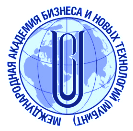 МЕЖДУНАРОДНАЯ АКАДЕМИЯ БИЗНЕСА И НОВЫХ ТЕХНОЛОГИЙ (МУБИНТ)